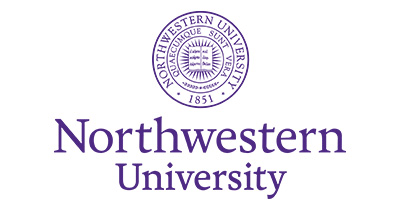 NORTHWESTERN UNIVERSITY
QUAECUMQUE SUNT VERA
· 1851 ·
Northwestern
University